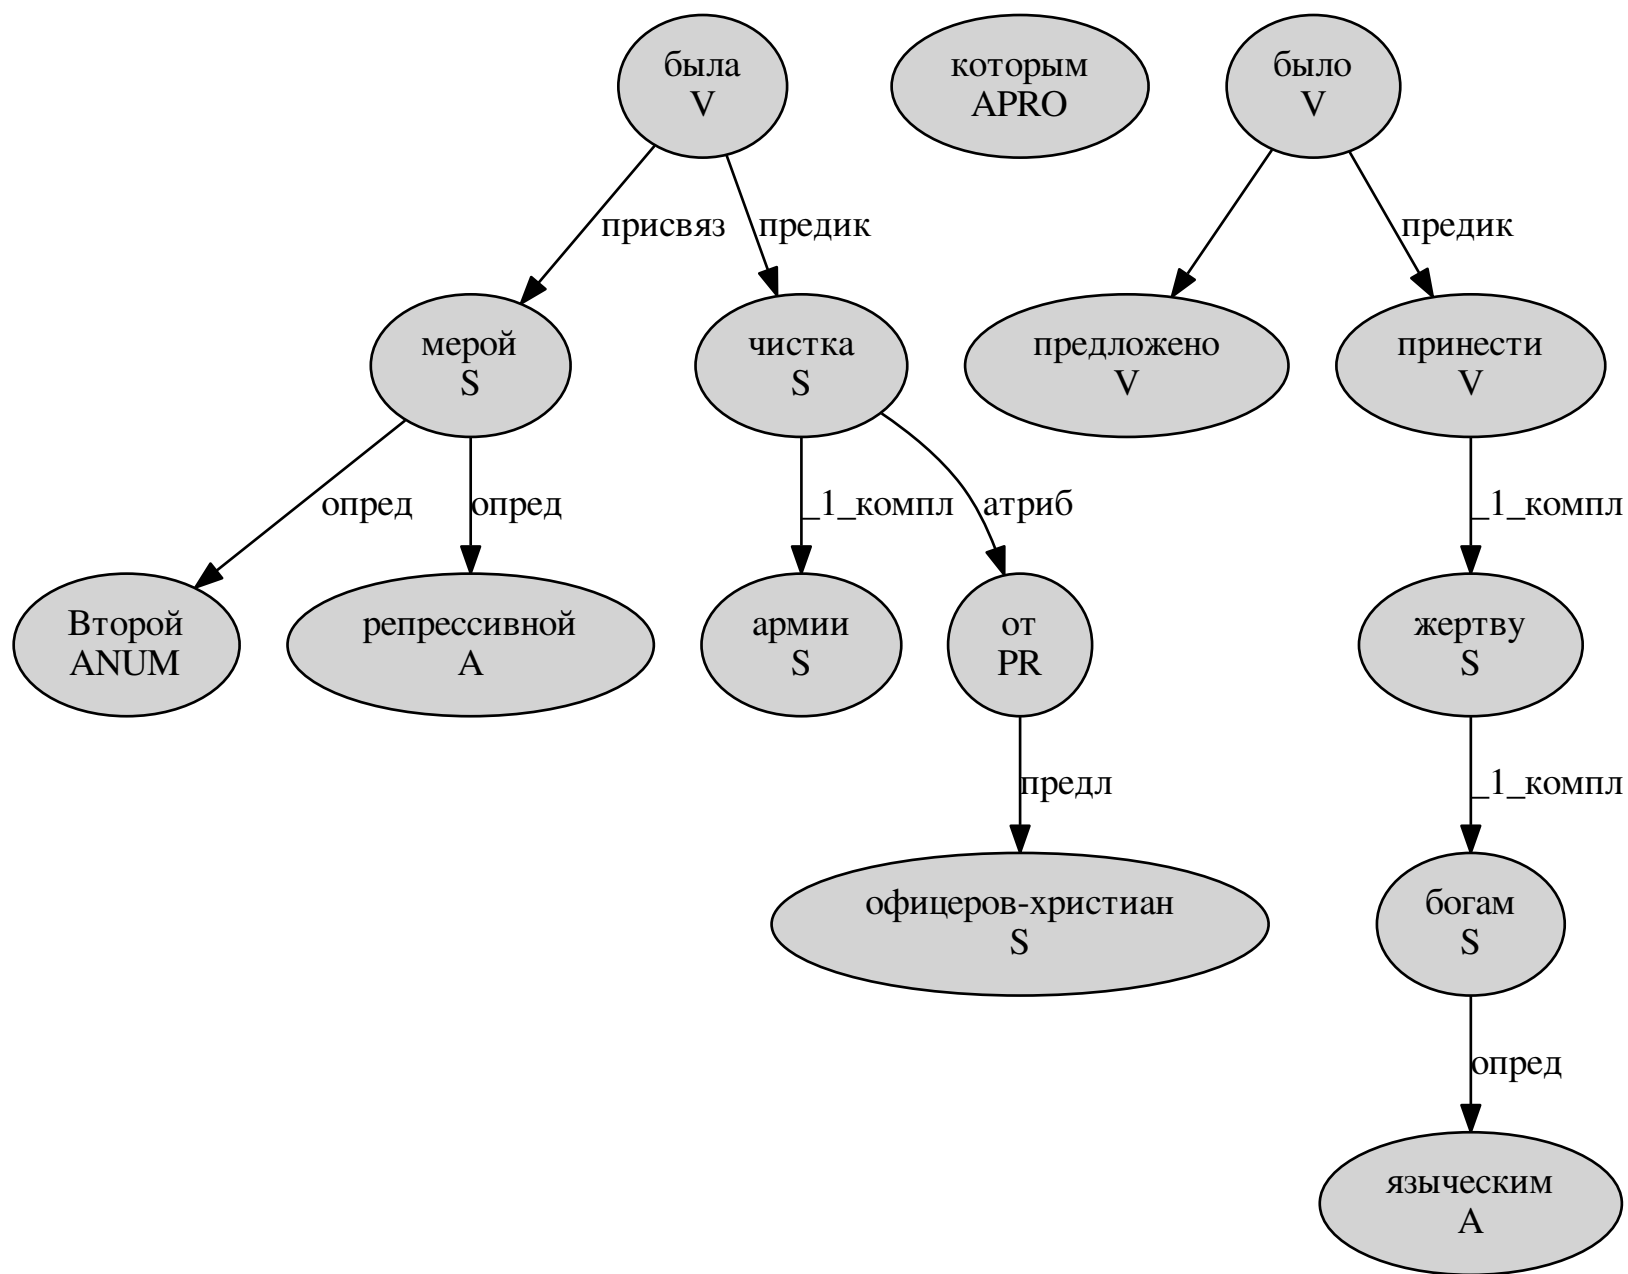 была
V
которым
APRO
было
V
присвяз
предик
предик
мерой
S
чистка
S
предложено
V
принести
V
опред
опред
_1_компл
атриб
_1_компл
Второй
ANUM
репрессивной
A
армии
S
от
PR
жертву
S
предл
_1_компл
офицеров-христиан
S
богам
S
опред
языческим
A